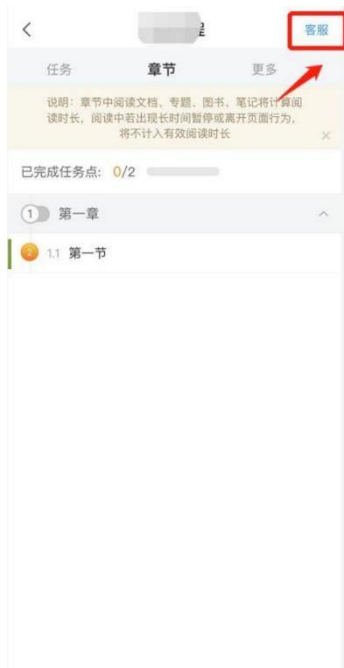 客服
任务 章节 更多
说明：章节中阅读文档、专题、图书、笔记将计算阅
读时长，阅读中若出现长时间暂停或离开页面行为，
将不计入有效阅读时长
已完成任务点: 0/2
1 第一章
2 1.1 第一节